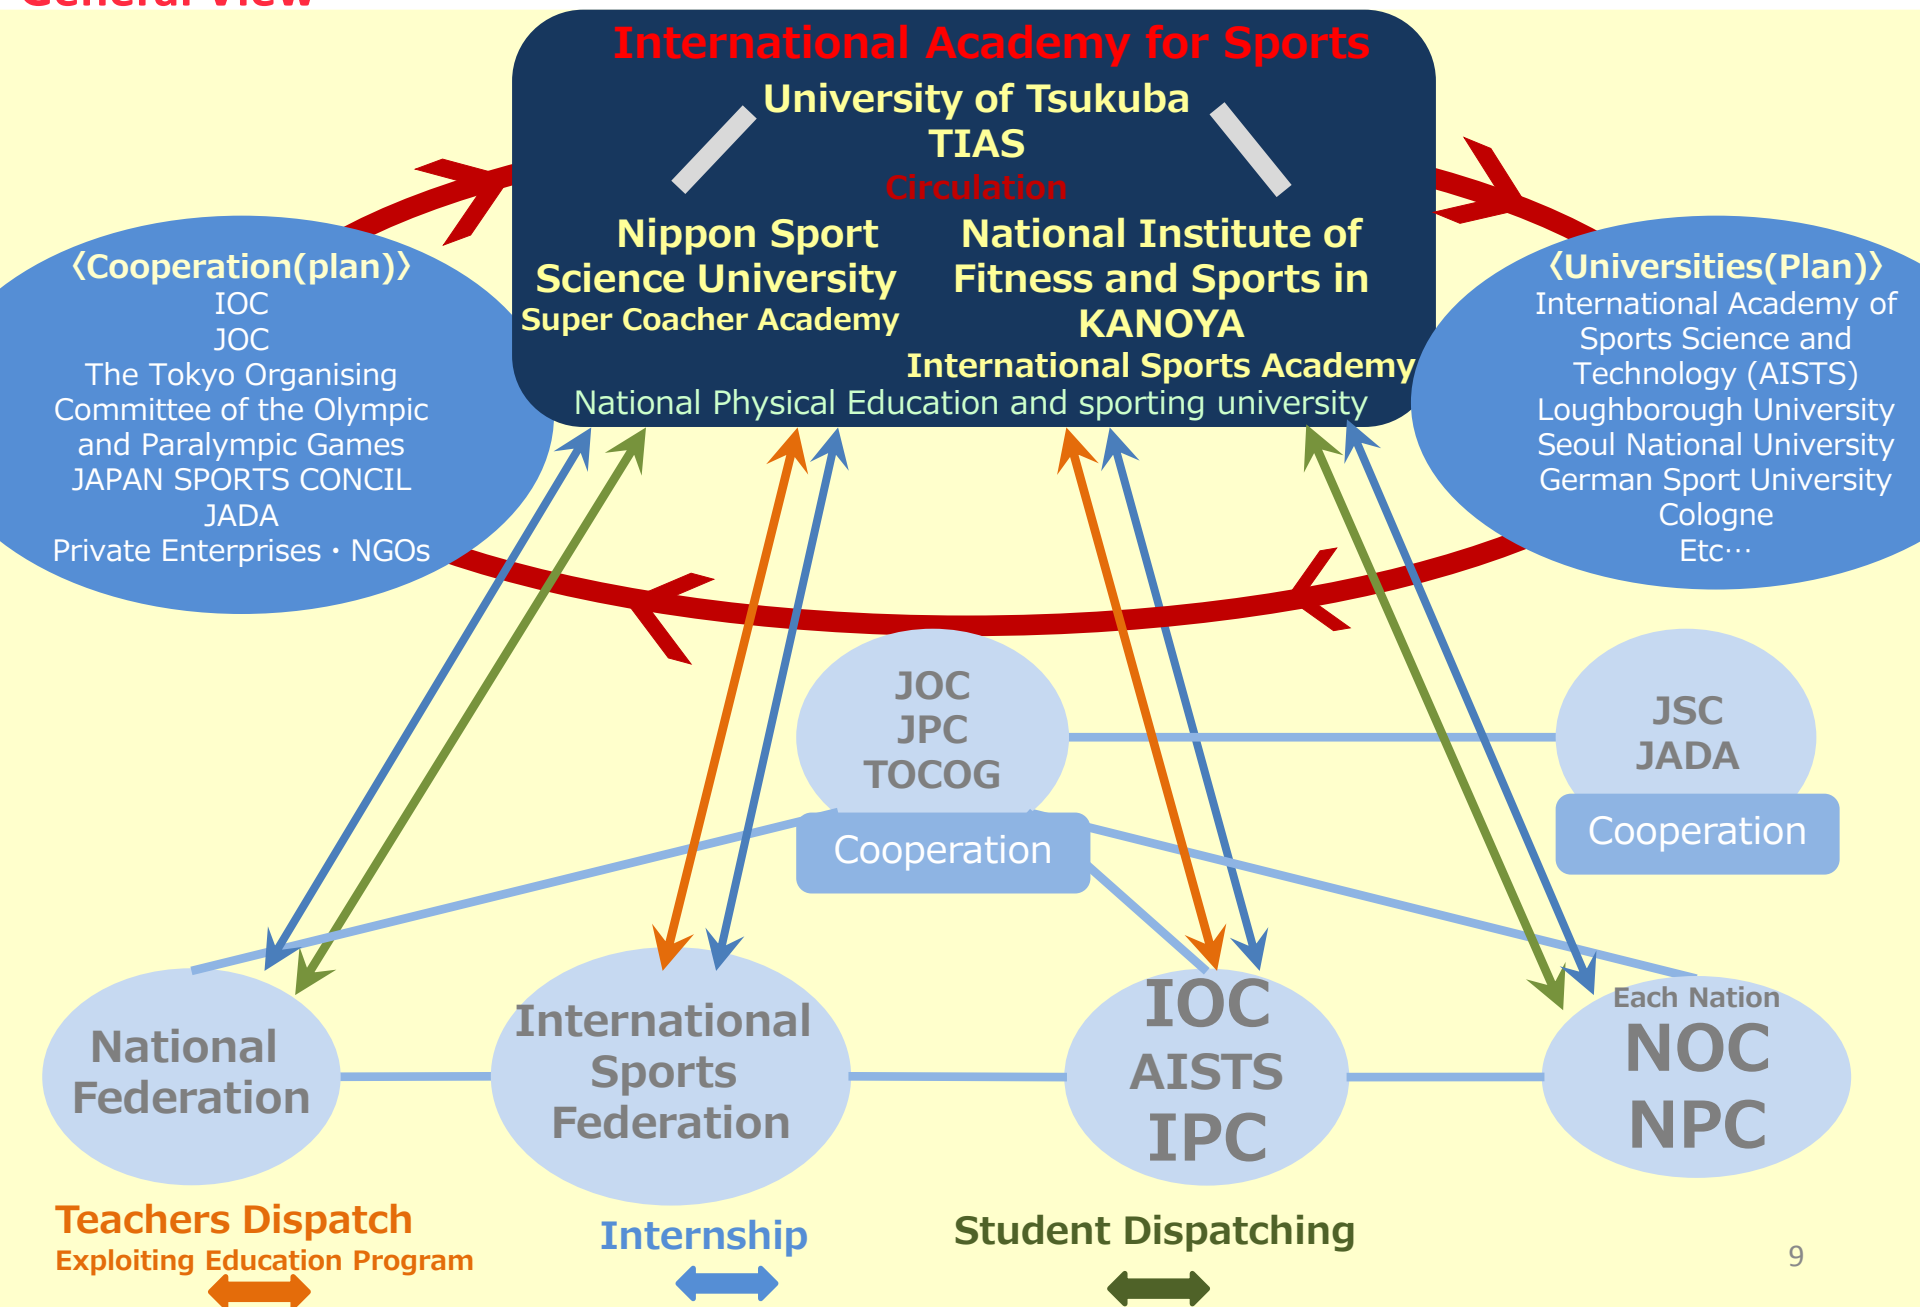 General view
International Academy for Sports
University of Tsukuba
TIAS
Circulation
Nippon Sport
Science University
Super Coacher Academy
National Institute of
Fitness and Sports in
KANOYA
International Sports Academy
National Physical Education and sporting university
〈Cooperation(plan)〉
IOC
JOC
The Tokyo Organising
Committee of the Olympic
and Paralympic Games
JAPAN SPORTS CONCIL
JADA
Private Enterprises・NGOs
〈Universities(Plan)〉
International Academy of
Sports Science and
Technology (AISTS)
Loughborough University
Seoul National University
German Sport University
Cologne
Etc…
JOC
JPC
TOCOG
Cooperation
JSC
JADA
Cooperation
National
Federation
International
Sports
Federation
IOC
AISTS
IPC
Each Nation
NOC
NPC
Teachers Dispatch
Exploiting Education Program
Internship
Student Dispatching
9